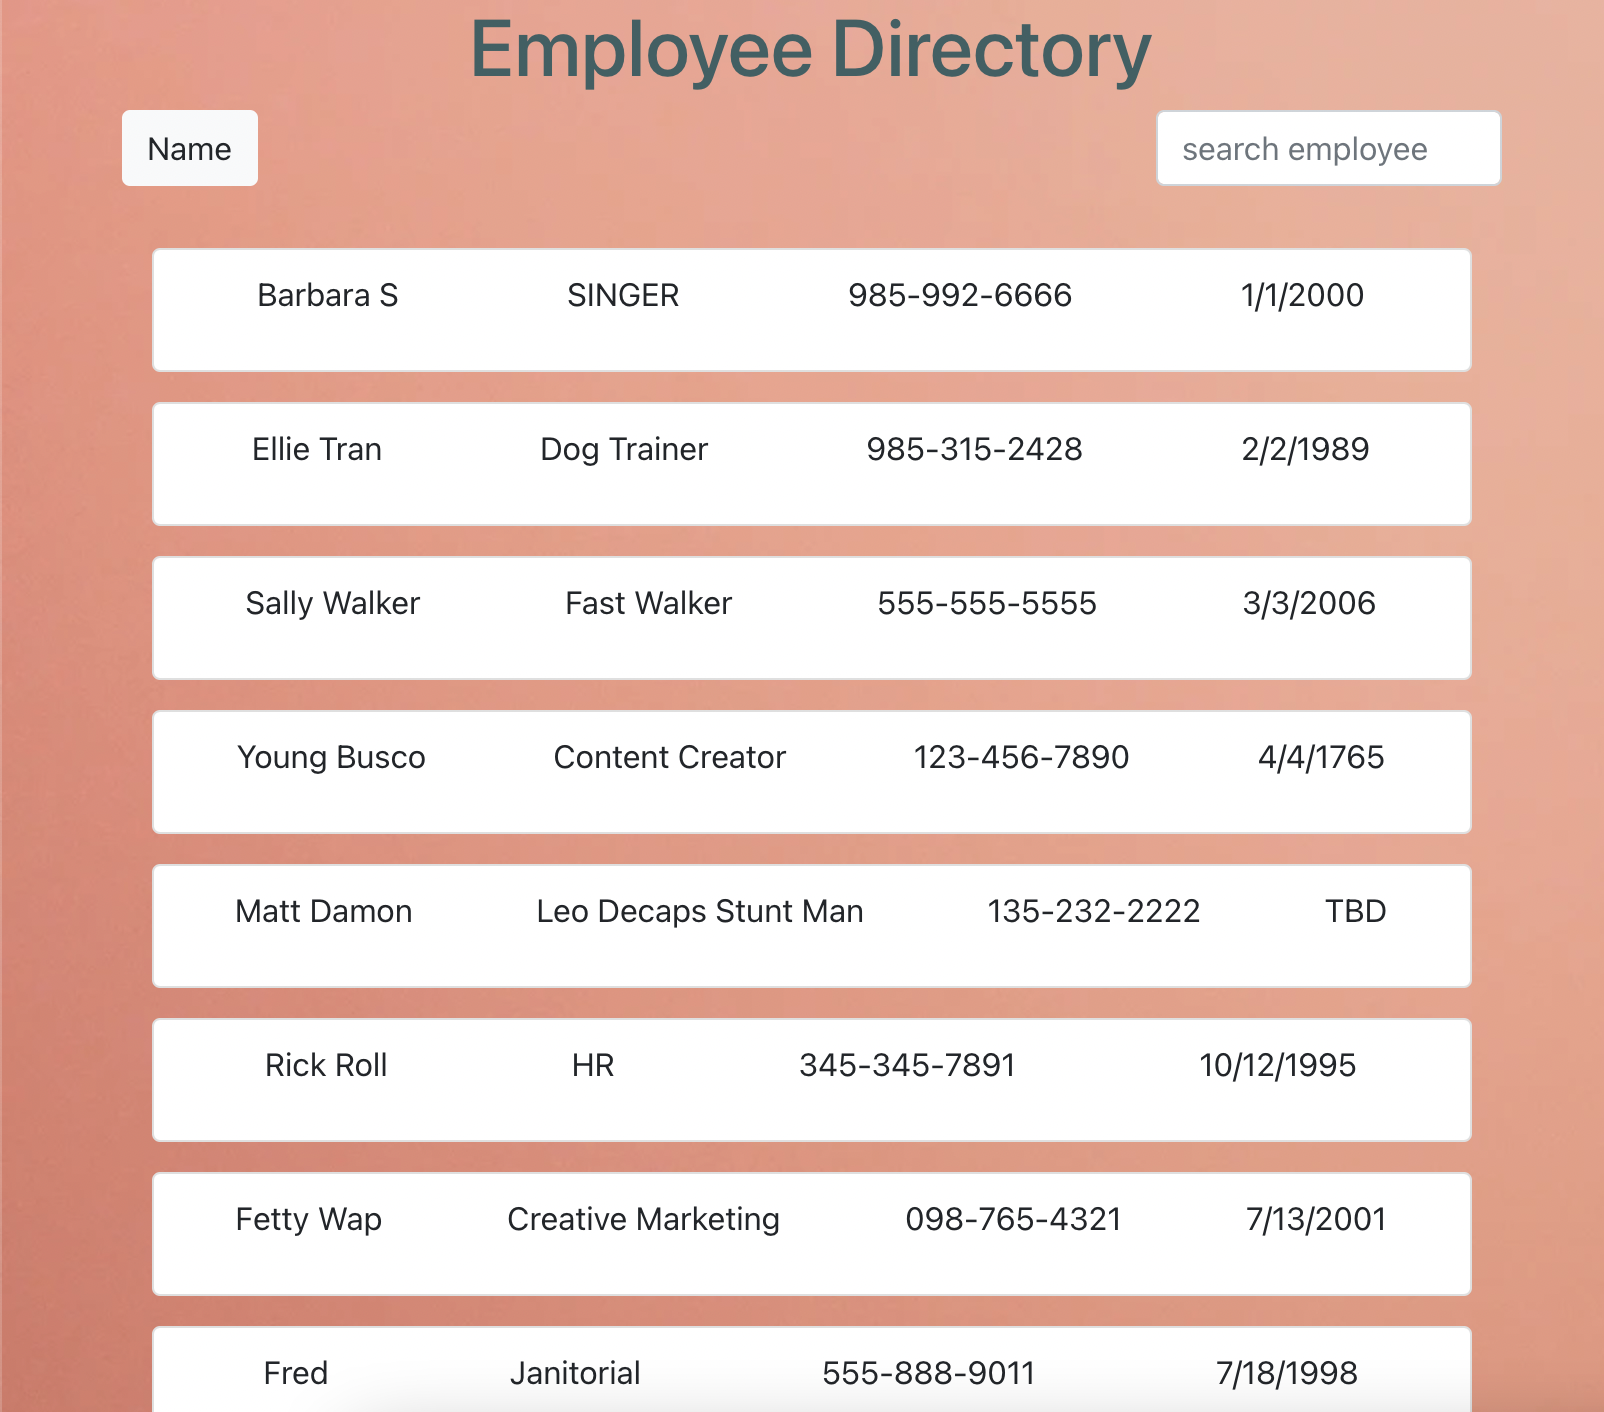 Employee Directory
Name search employee
Barbara S SINGER 985-992-6666 1/1/2000
Ellie Tran Dog Trainer 985-315-2428 2/2/1989
Sally Walker Fast Walker 555-555-5555 3/3/2006
Young Busco Content Creator 123-456-7890 4/4/1765
Matt Damon Leo Decaps Stunt Man 135-232-2222 TBD
Rick Roll HR 345-345-7891 10/12/1995
Fetty Wap Creative Marketing 098-765-4321 7/13/2001
Fred Janitorial 555-888-9011 7/18/1998